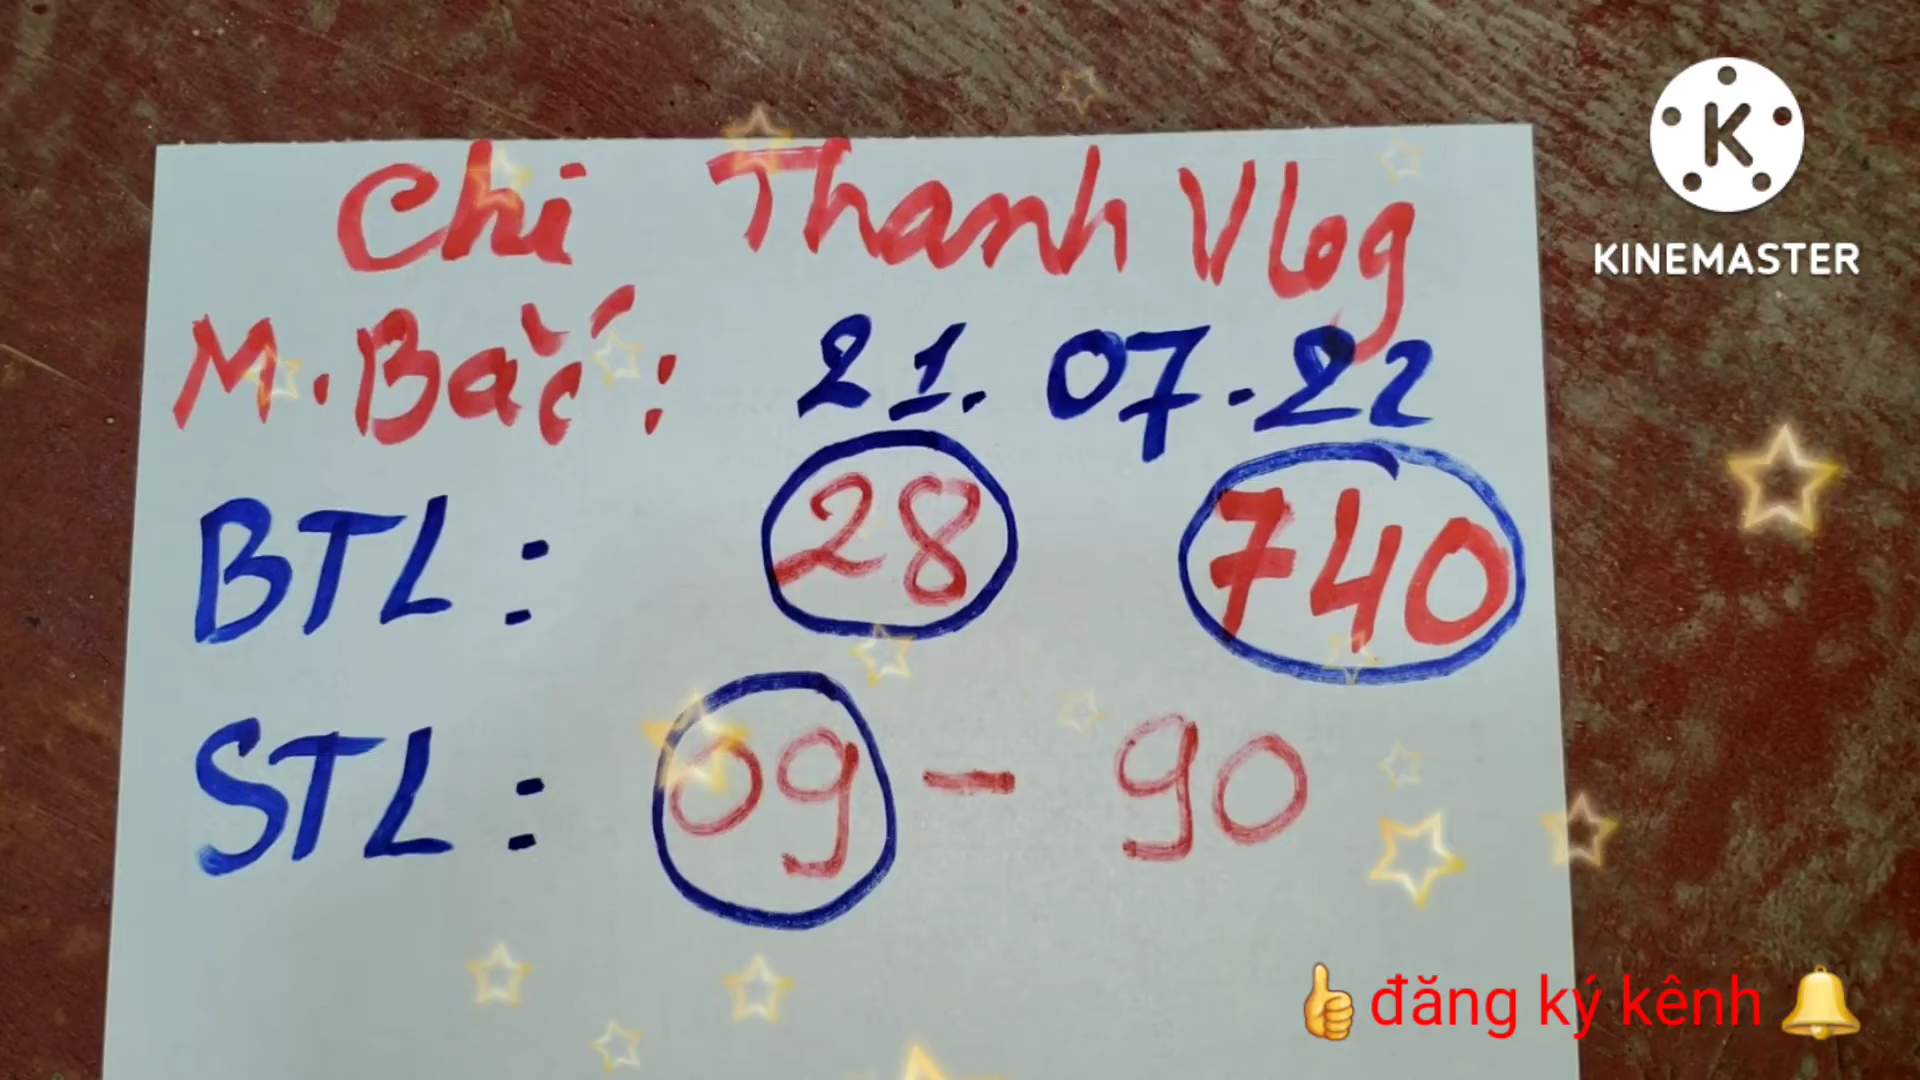 Chi Thanh Vlog
M. Bắc: 21. 07. 22
BTL: 28 740
STL: 09 - 90
KINEMASTER
👍đăng ký kênh 🔔